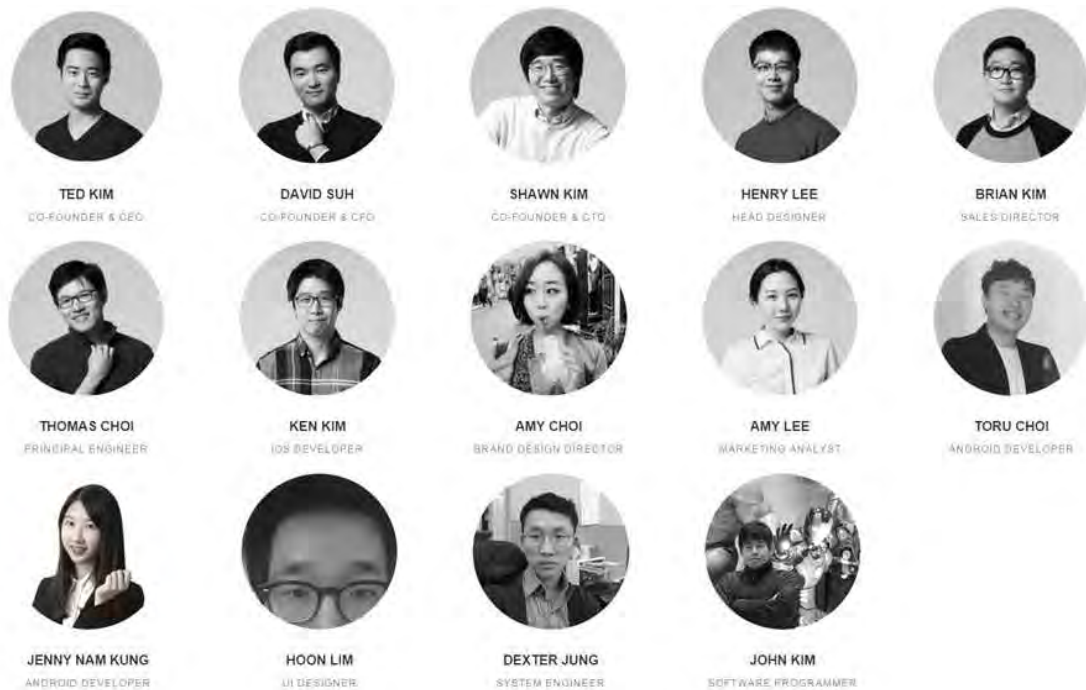 TED KIM
CO-FOUNDER & CEO
DAVID SUH
CO-FOUNDER & CFO
SHAWN KIM
CO-FOUNDER & CTO
HENRY LEE
HEAD DESIGNER
BRIAN KIM
SALES DIRECTOR
THOMAS CHOI
PRINCIPAL ENGINEER
KEN KIM
IOS DEVELOPER
AMY CHOI
BRAND DESIGN DIRECTOR
AMY LEE
MARKETING ANALYST
TORU CHOI
ANDROID DEVELOPER
JENNY NAM KUNG
ANDROID DEVELOPER
HOON LIM
UI DESIGNER
DEXTER JUNG
SYSTEM ENGINEER
JOHN KIM
SOFTWARE PROGRAMMER